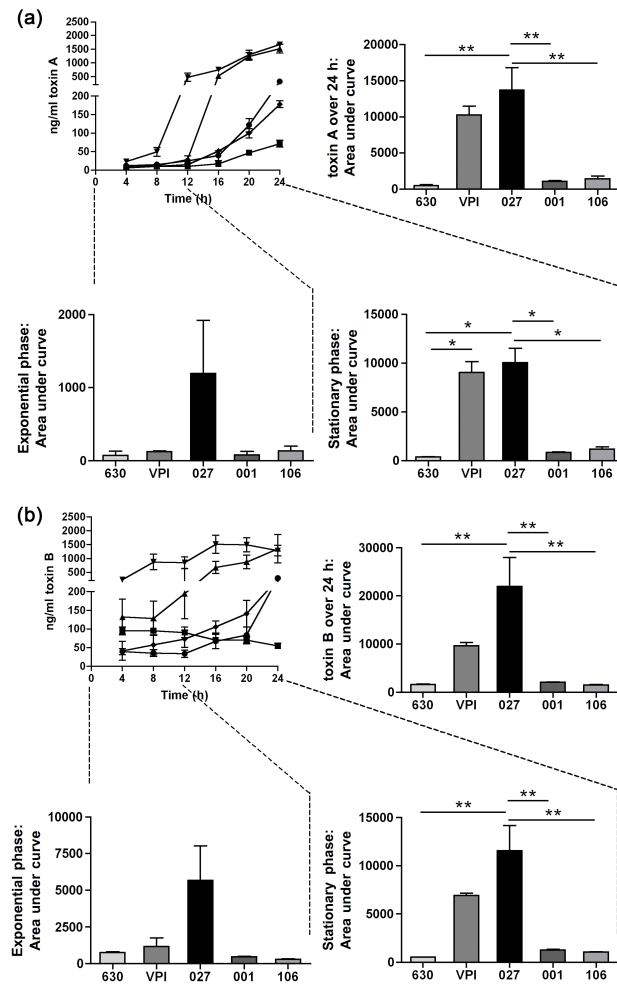 (a)
ng/ml toxin A
2500
2000
1500
1000
500
200
150
100
50
0
0 4 8 12 16 20 24
Time (h)
toxin A over 24 h:
Area under curve
20000
15000
10000
5000
0
** ** **
630 VPI 027 001 106
Exponential phase:
Area under curve
2000
1000
0
630 VPI 027 001 106
Stationary phase:
Area under curve
15000
10000
5000
0
* * * *
630 VPI 027 001 106
(b)
ng/ml toxin B
2500
2000
1500
1000
500
200
150
100
50
0
0 4 8 12 16 20 24
Time (h)
toxin B over 24 h:
Area under curve
30000
20000
10000
0
** ** **
630 VPI 027 001 106
Exponential phase:
Area under curve
10000
7500
5000
2500
0
630 VPI 027 001 106
Stationary phase:
Area under curve
15000
10000
5000
0
** ** **
630 VPI 027 001 106